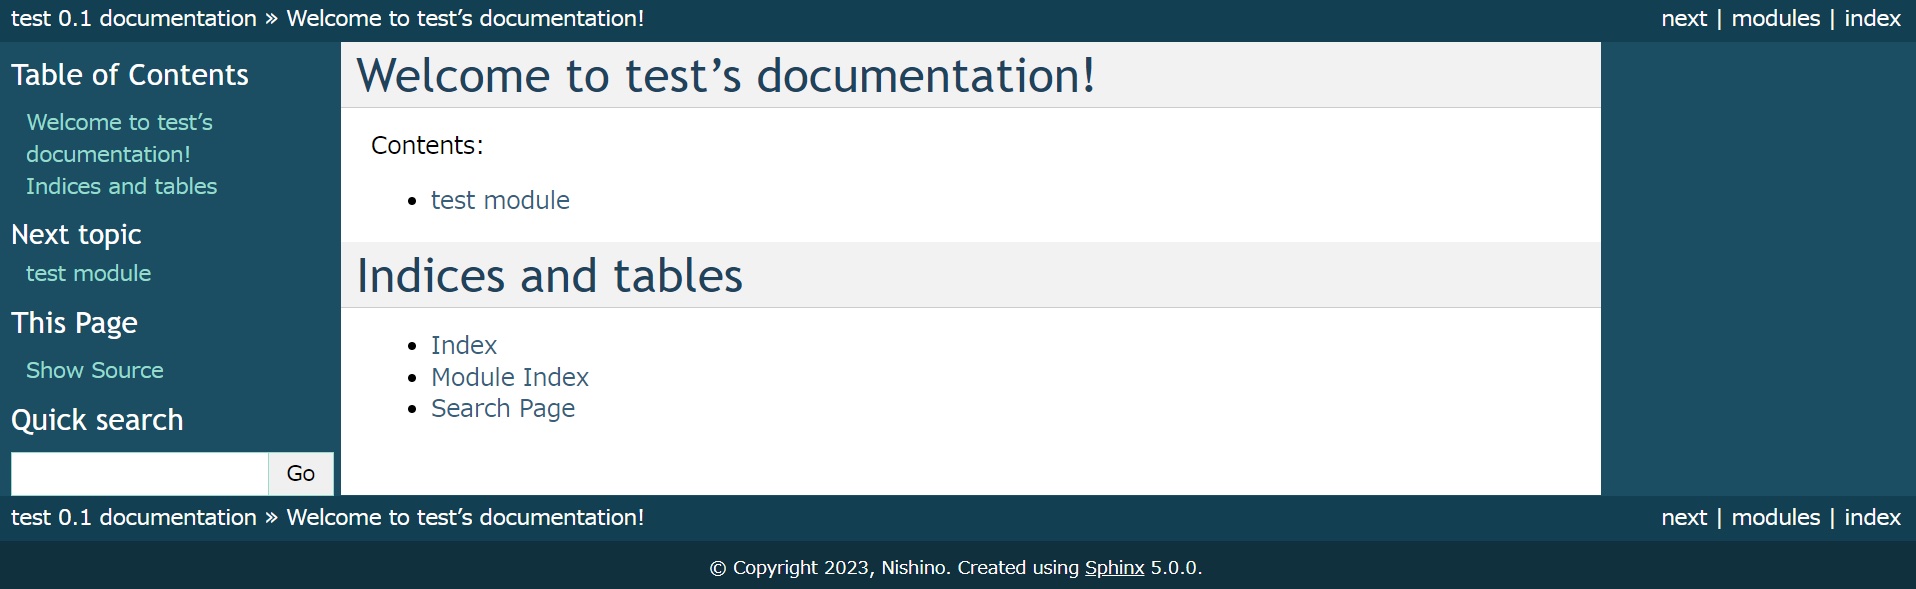 test 0.1 documentation » Welcome to test’s documentation!
next | modules | index
Table of Contents
Welcome to test’s
documentation!
Indices and tables
Next topic
test module
This Page
Show Source
Quick search
Go
Welcome to test’s documentation!
Contents:
• test module
Indices and tables
• Index
• Module Index
• Search Page
test 0.1 documentation » Welcome to test’s documentation!
next | modules | index
© Copyright 2023, Nishino. Created using Sphinx 5.0.0.